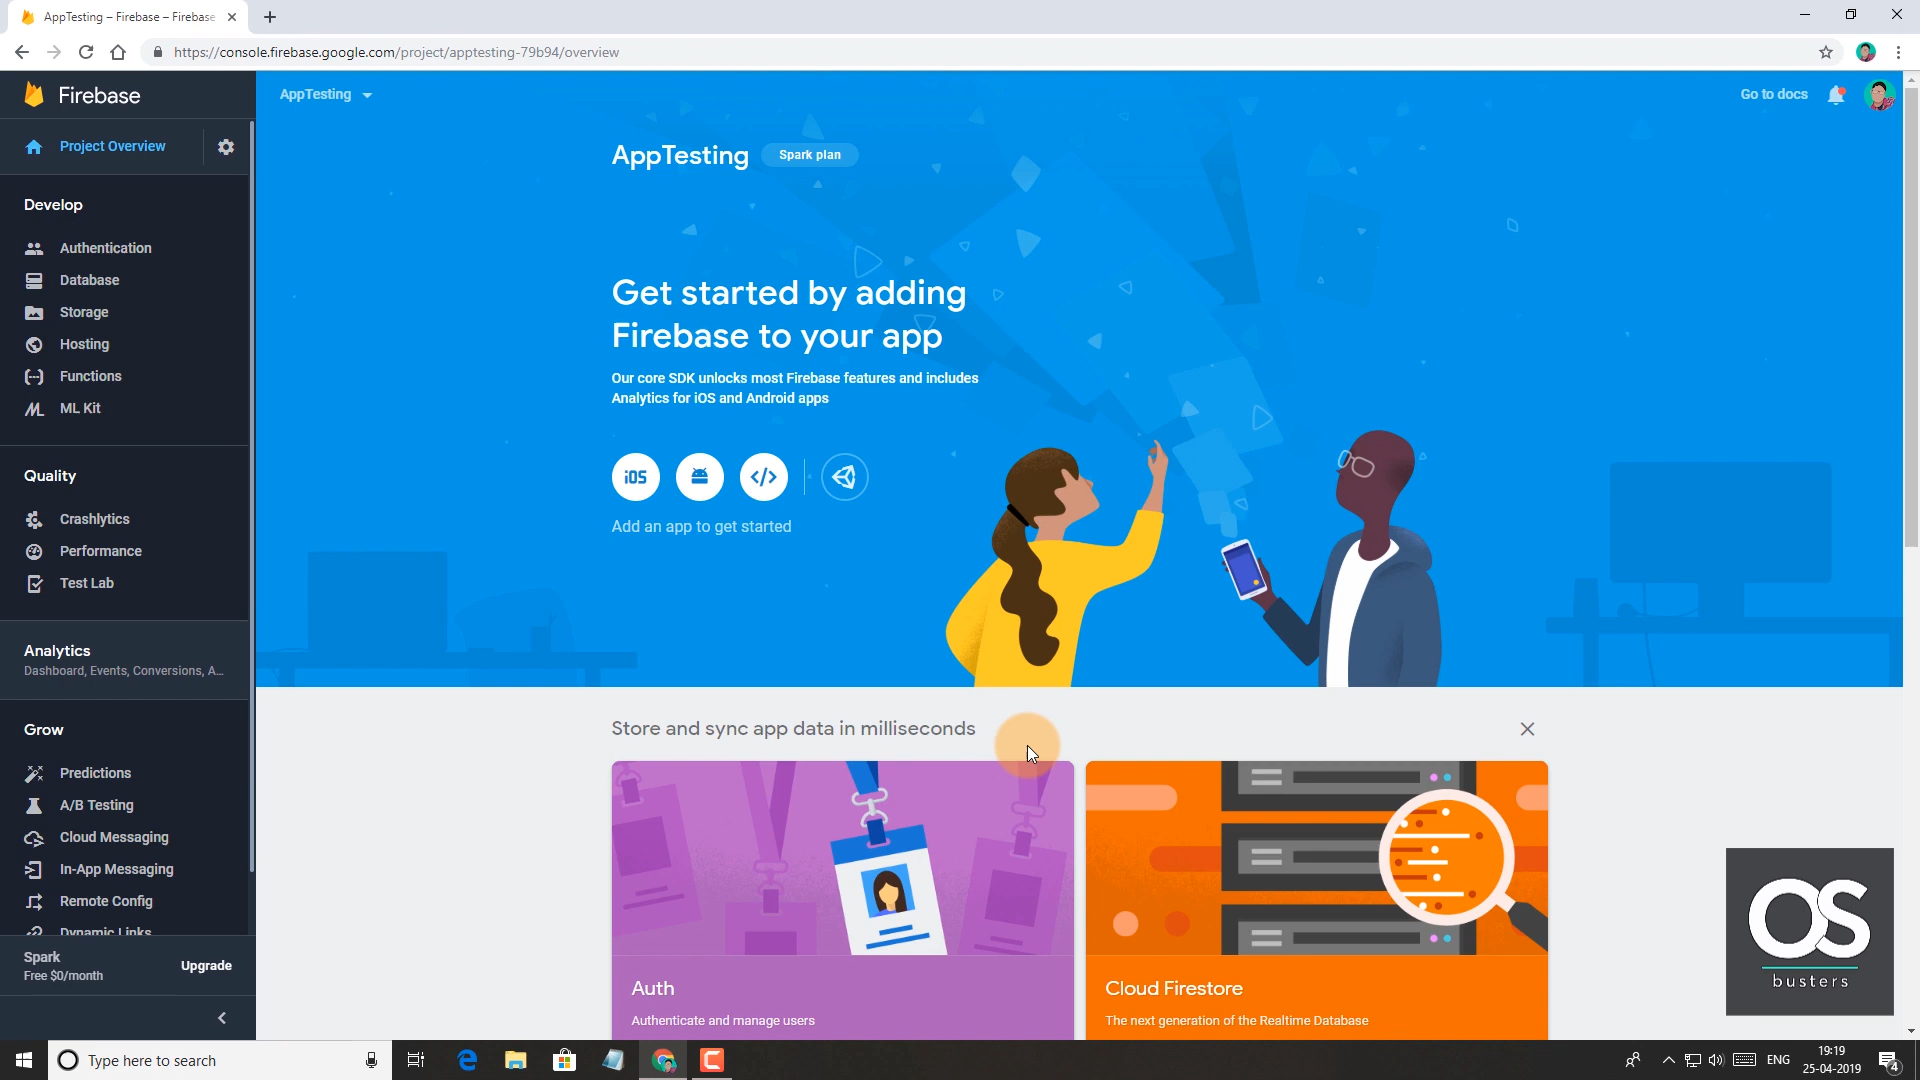 AppTesting – Firebase – Firebase
https://console.firebase.google.com/project/apptesting-79b94/overview
Firebase
AppTesting
Go to docs
Project Overview
AppTesting
Spark plan
Develop
Authentication
Database
Storage
Hosting
Functions
ML Kit
Get started by adding
Firebase to your app
Our core SDK unlocks most Firebase features and includes
Analytics for iOS and Android apps
iOS
Add an app to get started
Quality
Crashlytics
Performance
Test Lab
Analytics
Dashboard, Events, Conversions, A...
Grow
Predictions
A/B Testing
Cloud Messaging
In-App Messaging
Remote Config
Dynamic Links
Spark
Free $0/month
Upgrade
Store and sync app data in milliseconds
Auth
Authenticate and manage users
Cloud Firestore
The next generation of the Realtime Database
OS
busters
Type here to search
ENG
19:19
25-04-2019
4